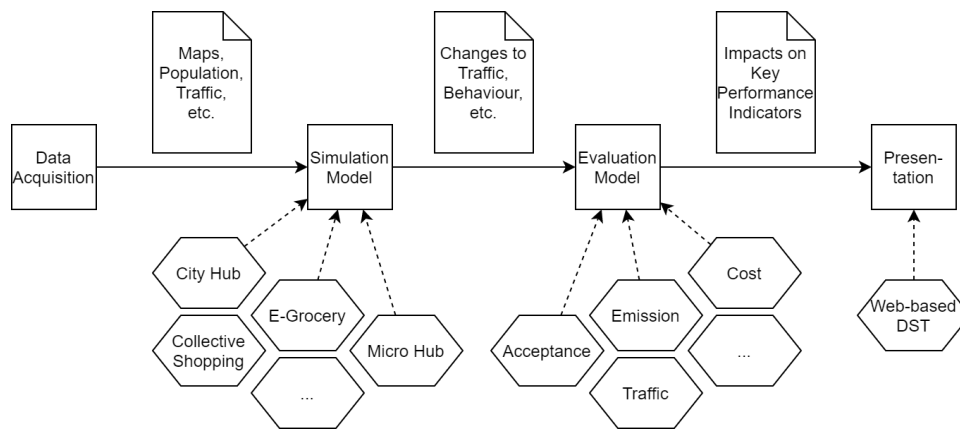 Maps,
Population,
Traffic,
etc.
Changes to
Traffic,
Behaviour,
etc.
Impacts on
Key
Performance
Indicators
Data
Acquisition
Simulation
Model
Evaluation
Model
Presen-
tation
City Hub
E-Grocery
Collective
Shopping
Micro Hub
...
Cost
Emission
Acceptance
...
Traffic
Web-based
DST